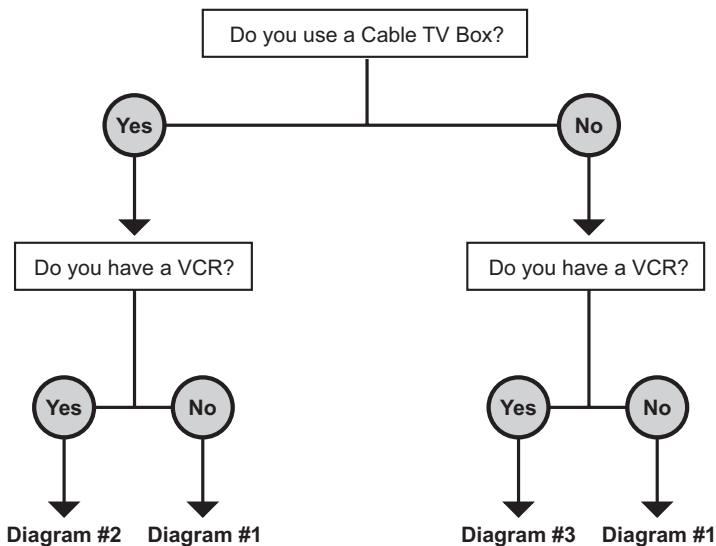 Do you use a Cable TV Box?
Yes
No
Do you have a VCR?
Do you have a VCR?
Yes
No
Yes
No
Diagram #2
Diagram #1
Diagram #3
Diagram #1